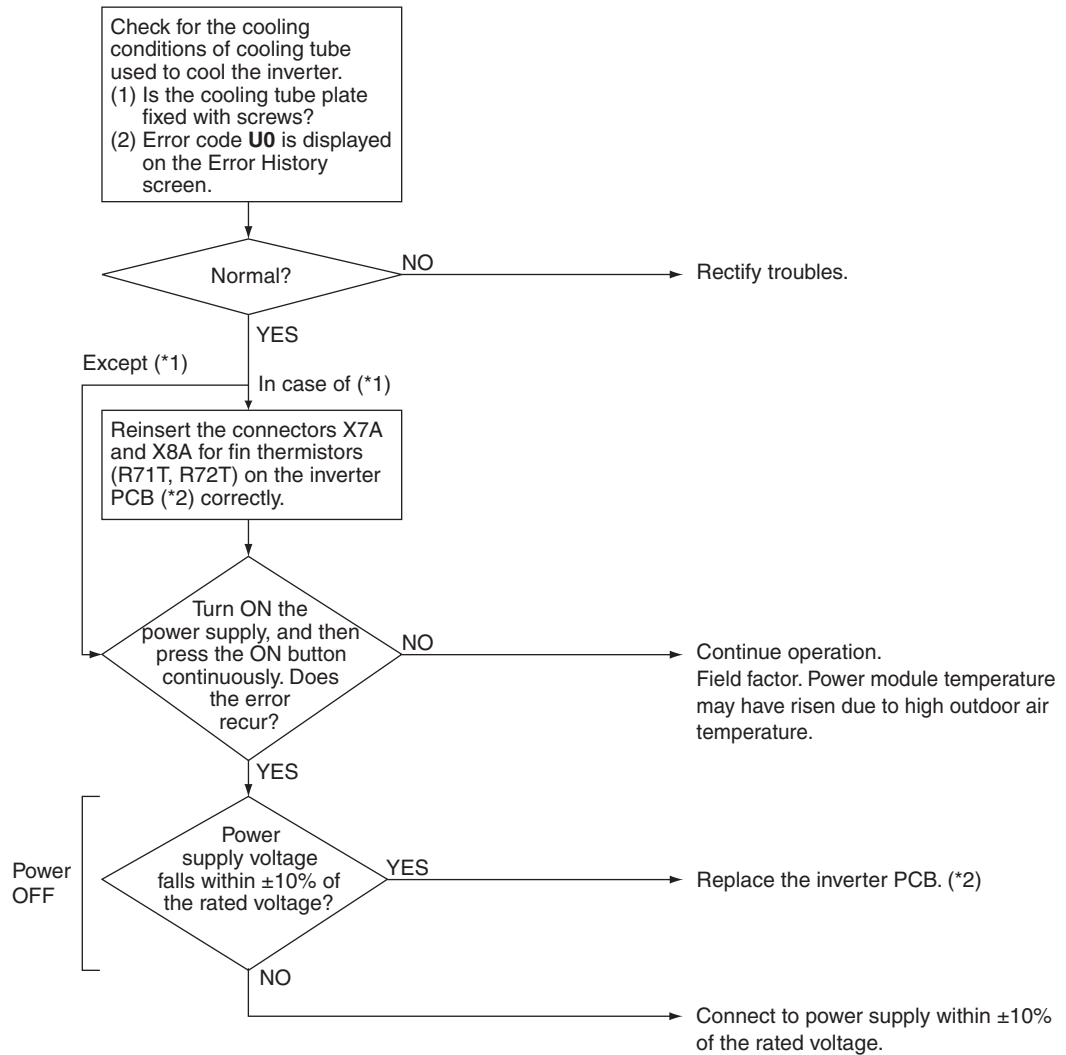 Check for the cooling
conditions of cooling tube
used to cool the inverter.
(1) Is the cooling tube plate
fixed with screws?
(2) Error code U0 is displayed
on the Error History
screen.
Normal?
NO
Rectify troubles.
YES
Except (*1)
In case of (*1)
Reinsert the connectors X7A
and X8A for fin thermistors
(R71T, R72T) on the inverter
PCB (*2) correctly.
Turn ON the
power supply, and then
press the ON button
continuously. Does
the error
recur?
NO
Continue operation.
Field factor. Power module temperature
may have risen due to high outdoor air
temperature.
YES
Power
OFF
Power
supply voltage
falls within ±10% of
the rated voltage?
YES
Replace the inverter PCB. (*2)
NO
Connect to power supply within ±10%
of the rated voltage.